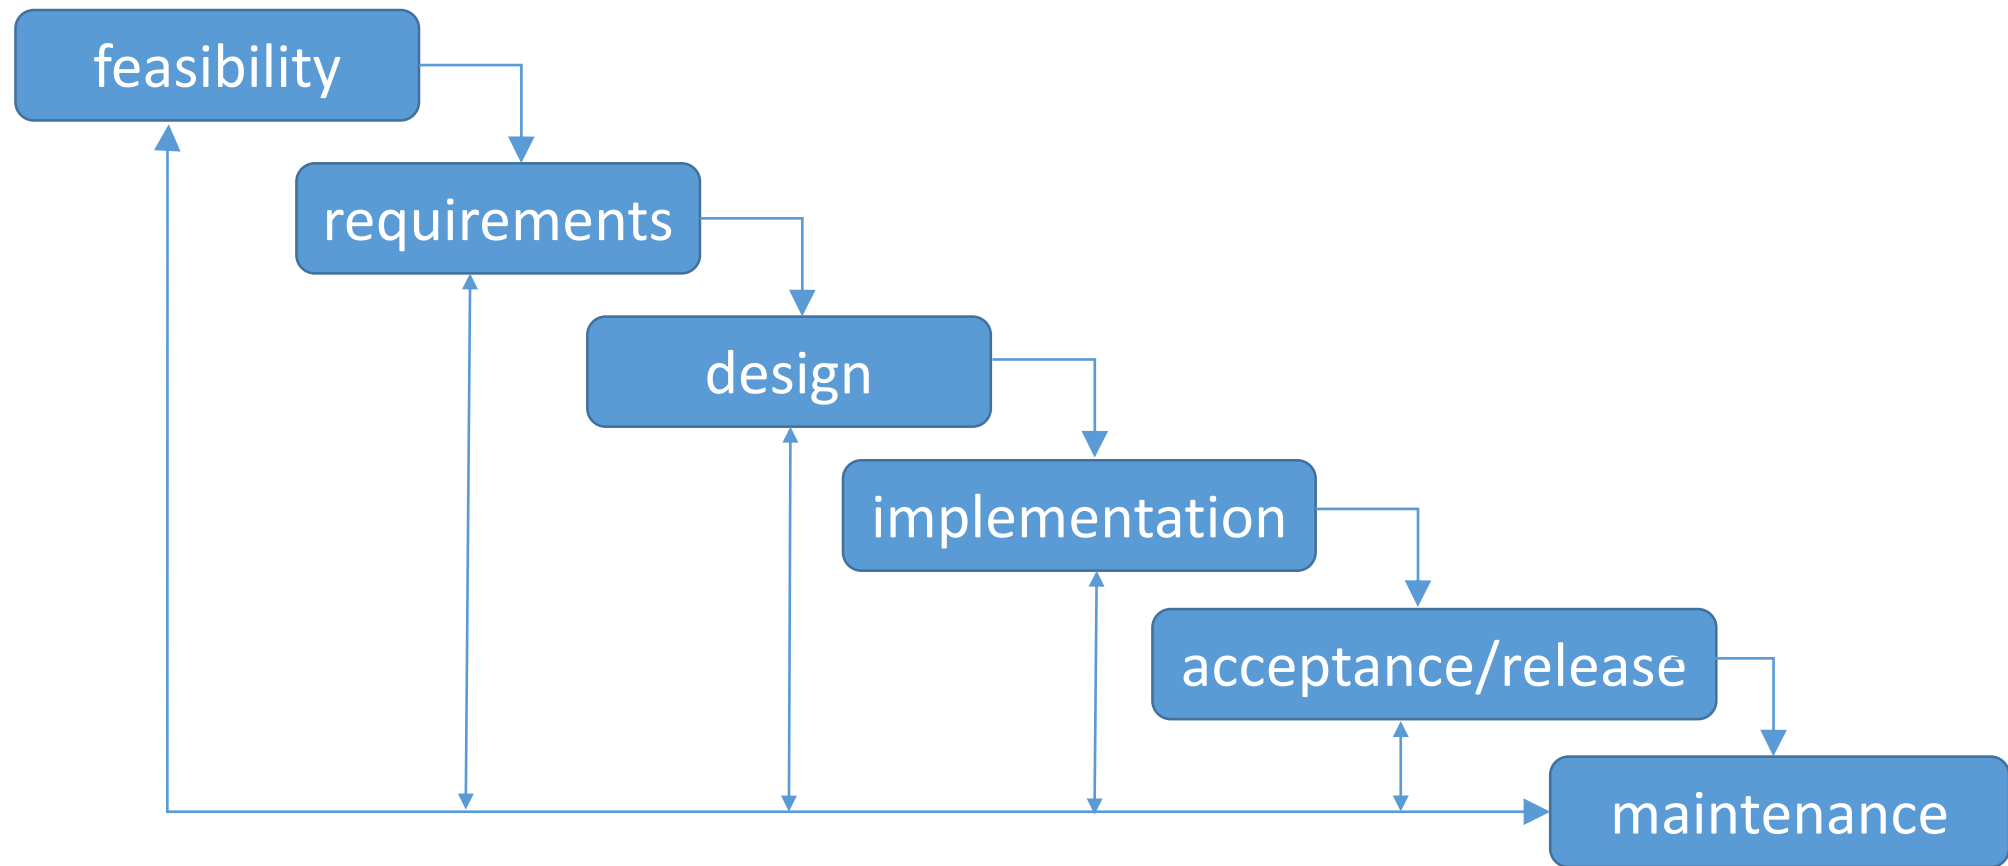 feasibility
requirements
design
implementation
acceptance/release
maintenance